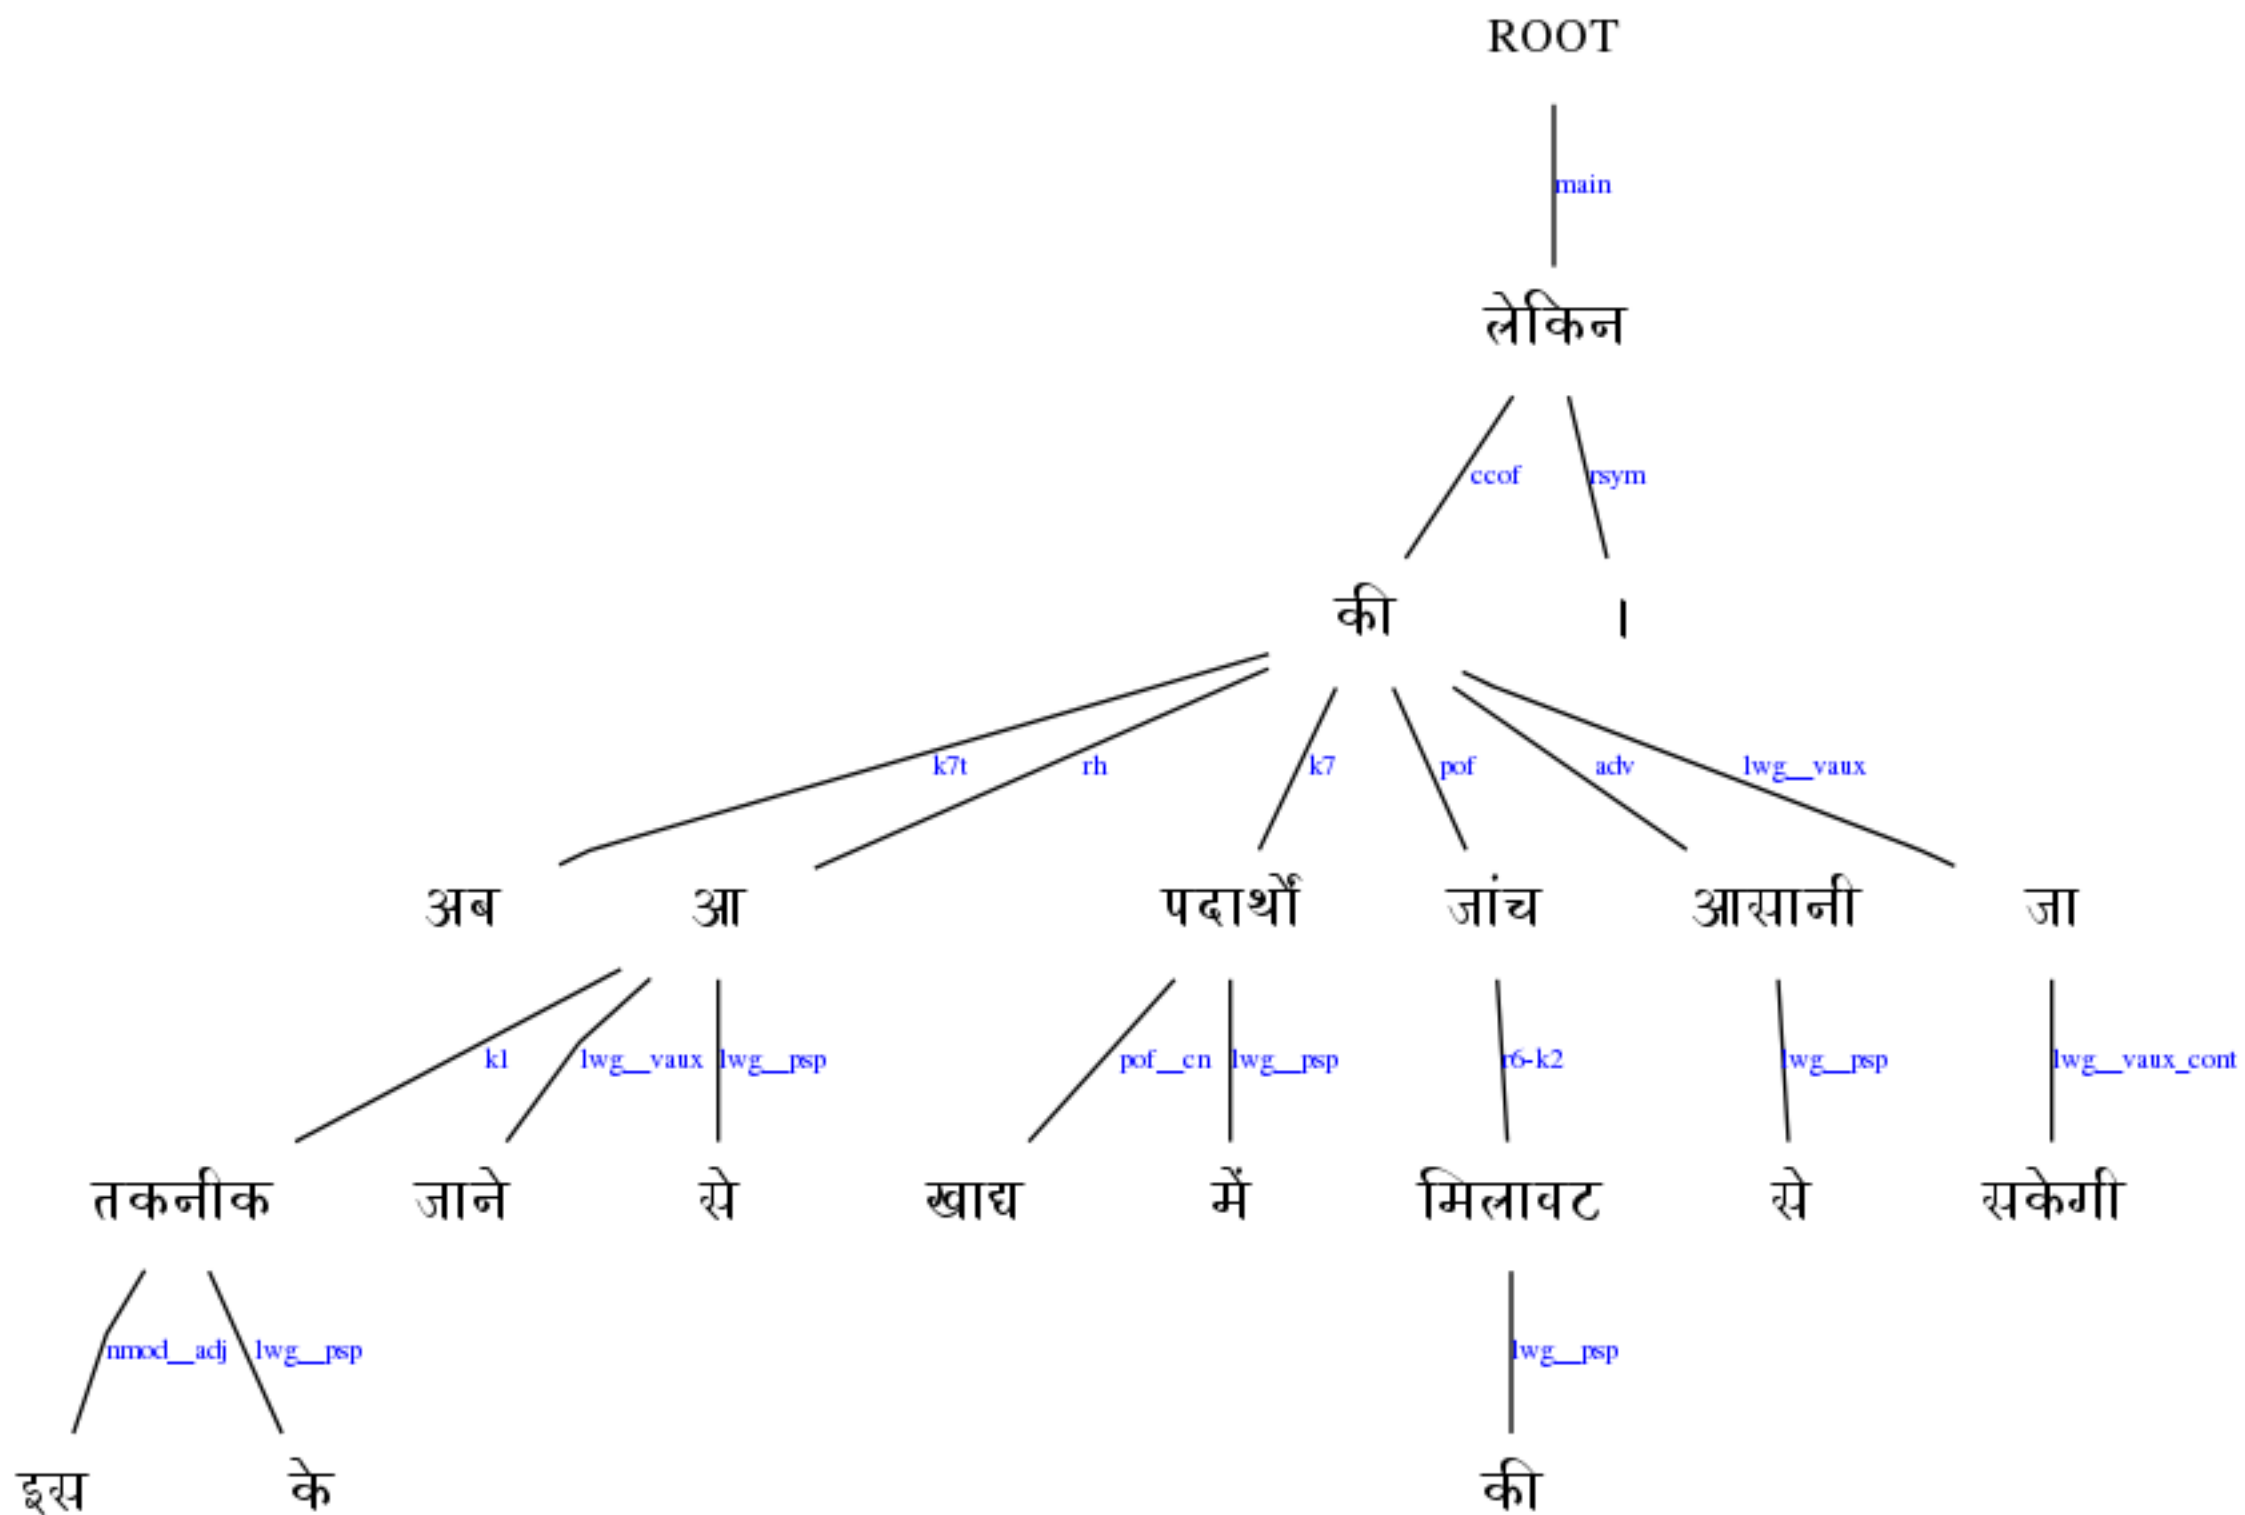 ROOT
main
लेकिन
ccof rsym
की ।
k7t rh k7 pof adv lwg__vaux
अब आ पदार्थों जांच आसानी जा
k1 lwg__vaux lwg__psp pof__cn lwg__psp r6-k2 lwg__psp lwg__vaux_cont
तकनीक जाने से खाद्य में मिलावट से सकेगी
nmod__adj lwg__psp lwg__psp
इस के की